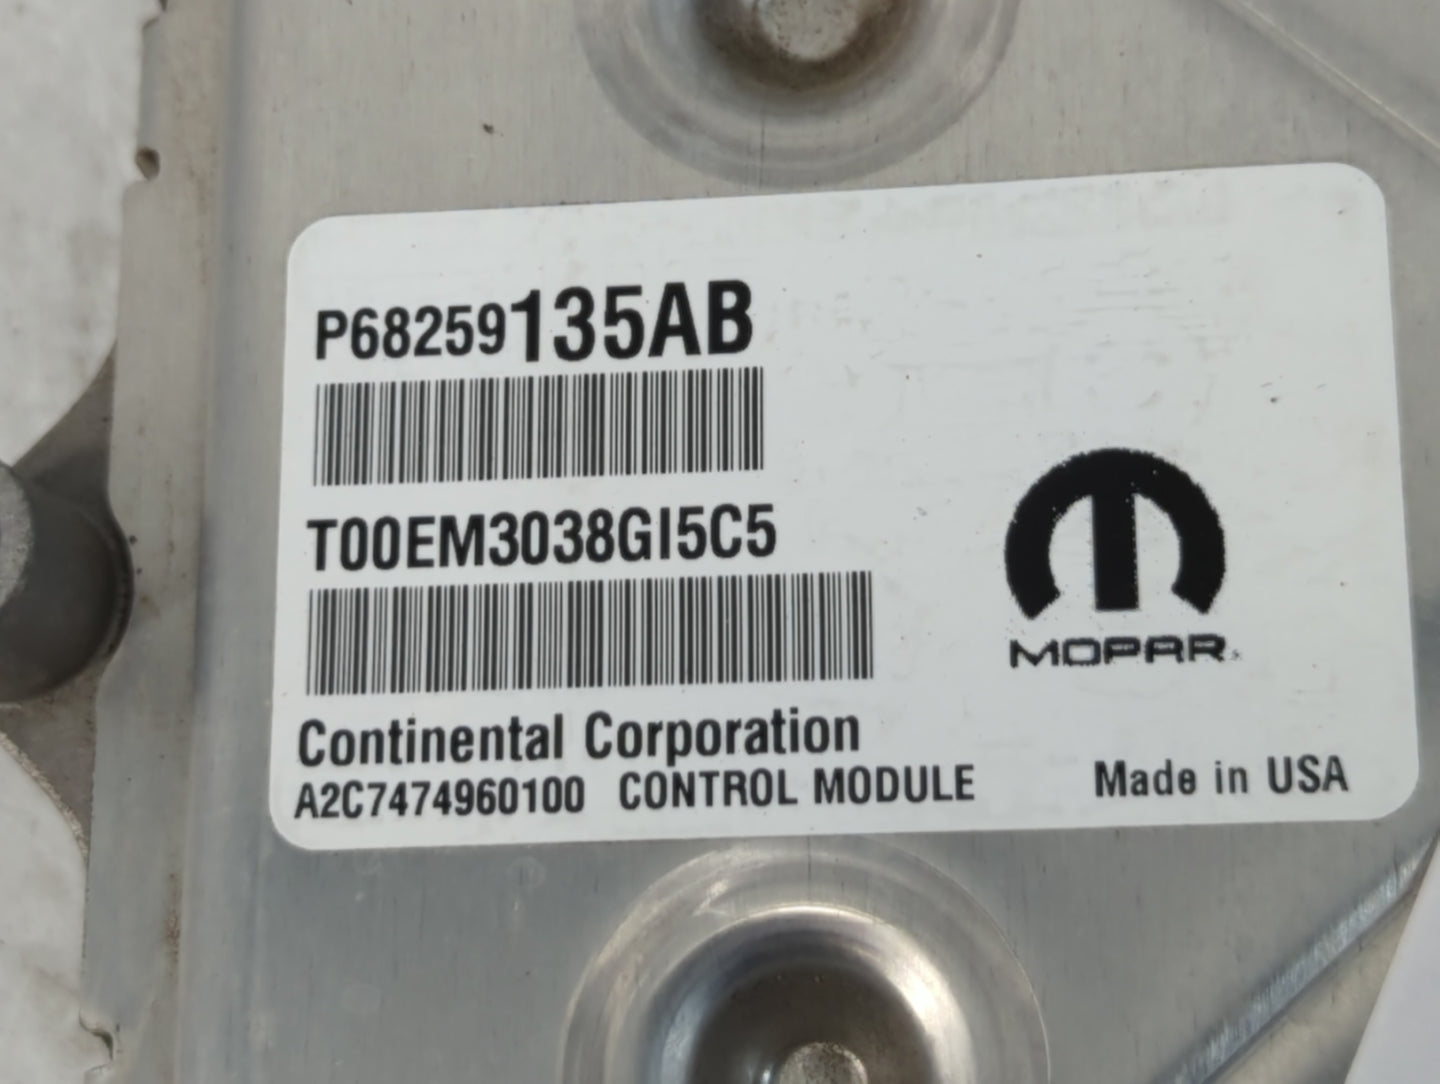 P68259135AB
T00EM3038GI5C5
MOPAR
Continental Corporation
A2C7474960100 CONTROL MODULE Made in USA